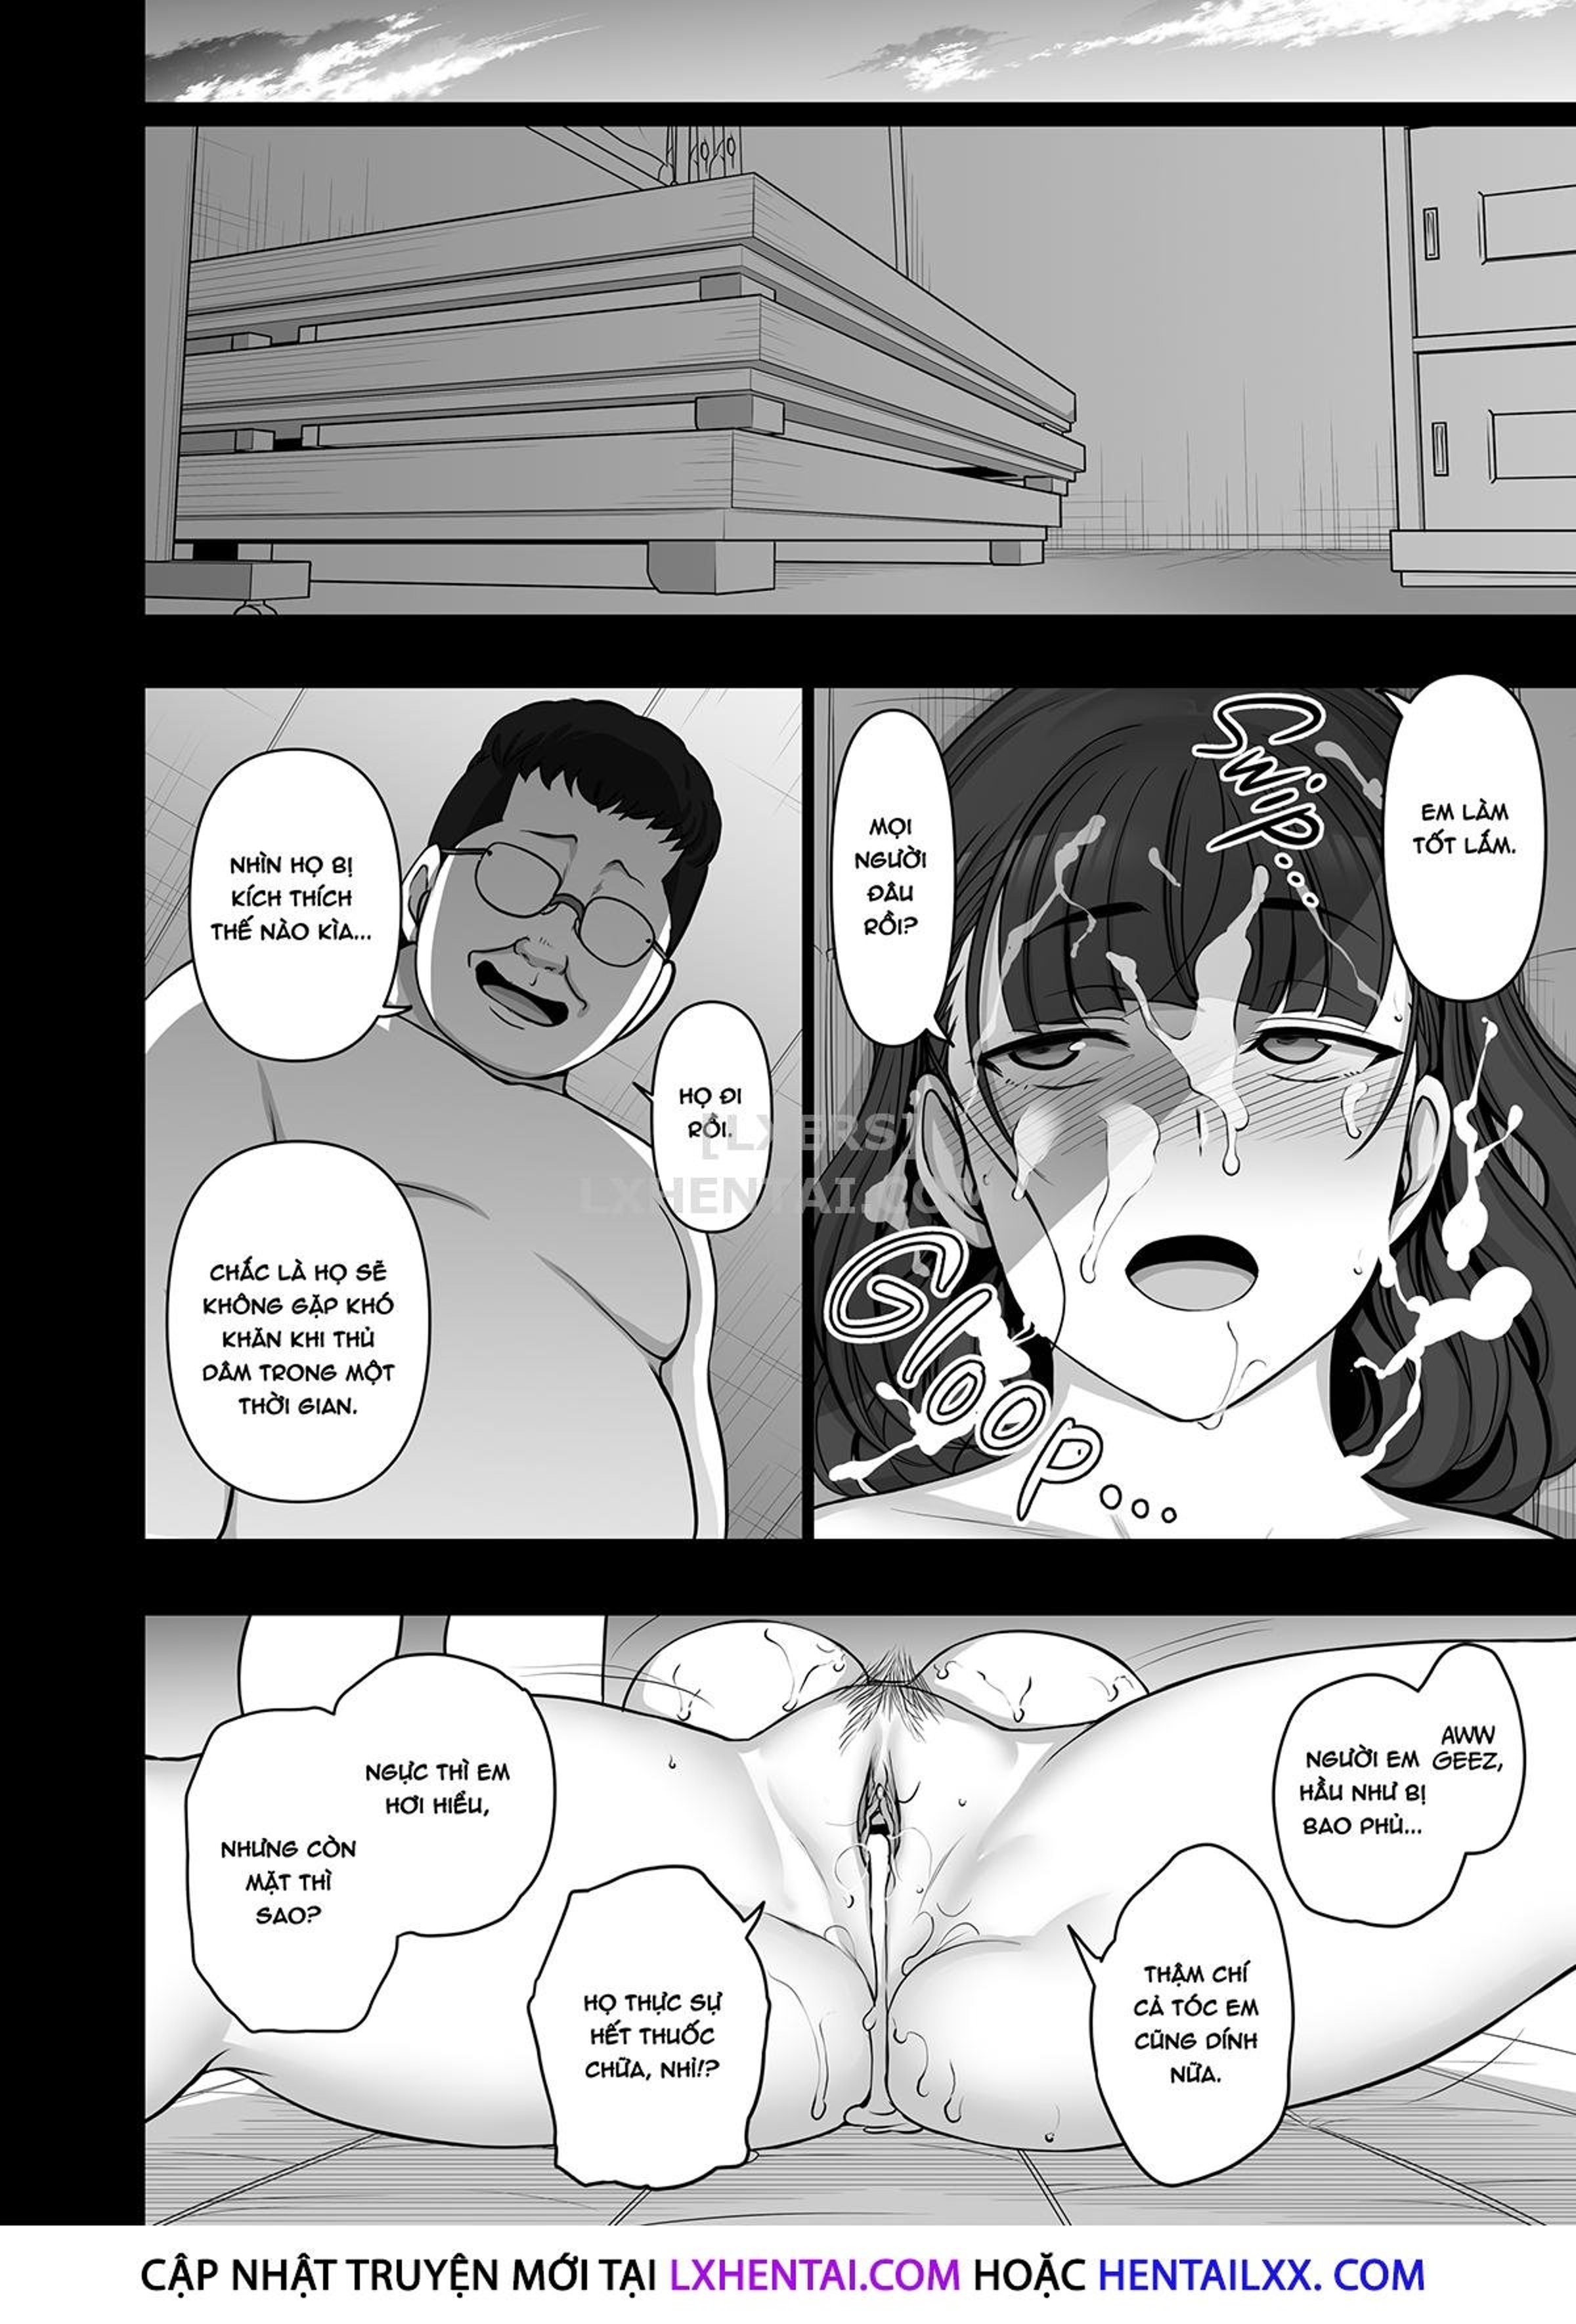 EM LÀM
TỐT LẮM.
Swip...
MỌI
NGƯỜI
ĐÂU
RỒI?
Gloop...
HỌ ĐI
RỒI.
NHÌN HỌ BỊ
KÍCH THÍCH
THẾ NÀO KÌA...
CHẮC LÀ HỌ SẼ
KHÔNG GẶP KHÓ
KHĂN KHI THỦ
DÂM TRONG MỘT
THỜI GIAN.
[LXERS]
LXHENTAI.COM
AWW
GEEZ,
NGƯỜI EM
HẦU NHƯ BỊ
BAO PHỦ...
THẬM CHÍ
CẢ TÓC EM
CŨNG DÍNH
NỮA.
HỌ THỰC SỰ
HẾT THUỐC
CHỮA, NHỈ!?
NGỰC THÌ EM
HƠI HIỂU,
NHƯNG CÒN
MẶT THÌ
SAO?
CẬP NHẬT TRUYỆN MỚI TẠI LXHENTAI.COM HOẶC HENTAILXX. COM